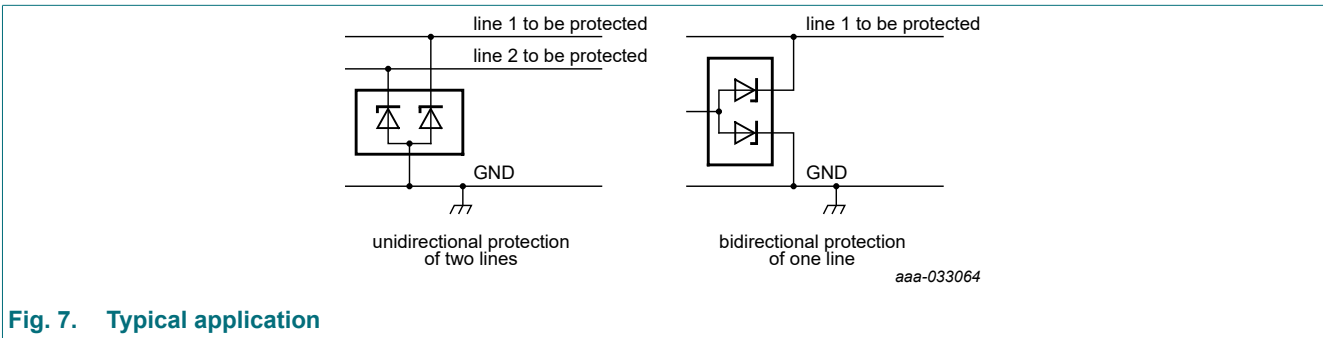 line 1 to be protected
line 2 to be protected
GND
unidirectional protection
of two lines
line 1 to be protected
GND
bidirectional protection
of one line
aaa-033064
Fig. 7. Typical application